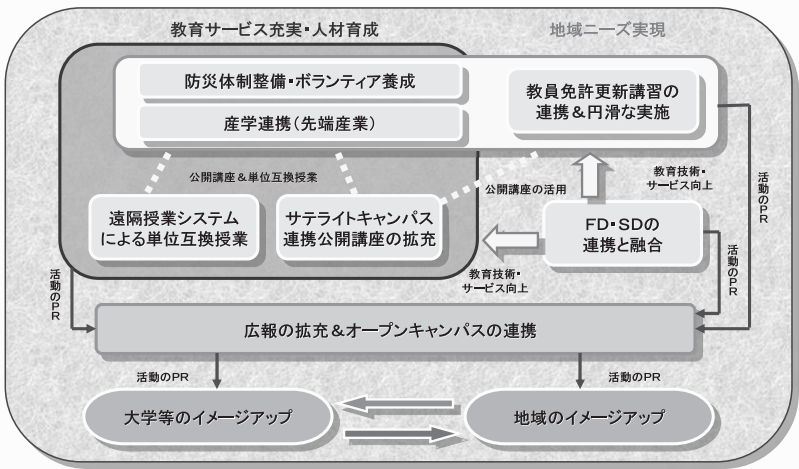 教育サービス充実・人材育成
地域ニーズ実現
防災体制整備・ボランティア養成
産学連携(先端産業)
教員免許更新講習の
連携&円滑な実施
公開講座&単位互換授業
公開講座の活用
教育技術・
サービス向上
活動のPR
遠隔授業システム
による単位互換授業
サテライトキャンパス
連携公開講座の拡充
FD・SDの
連携と融合
教育技術・
サービス向上
活動のPR
活動のPR
広報の拡充&オープンキャンパスの連携
活動のPR
活動のPR
大学等のイメージアップ
地域のイメージアップ